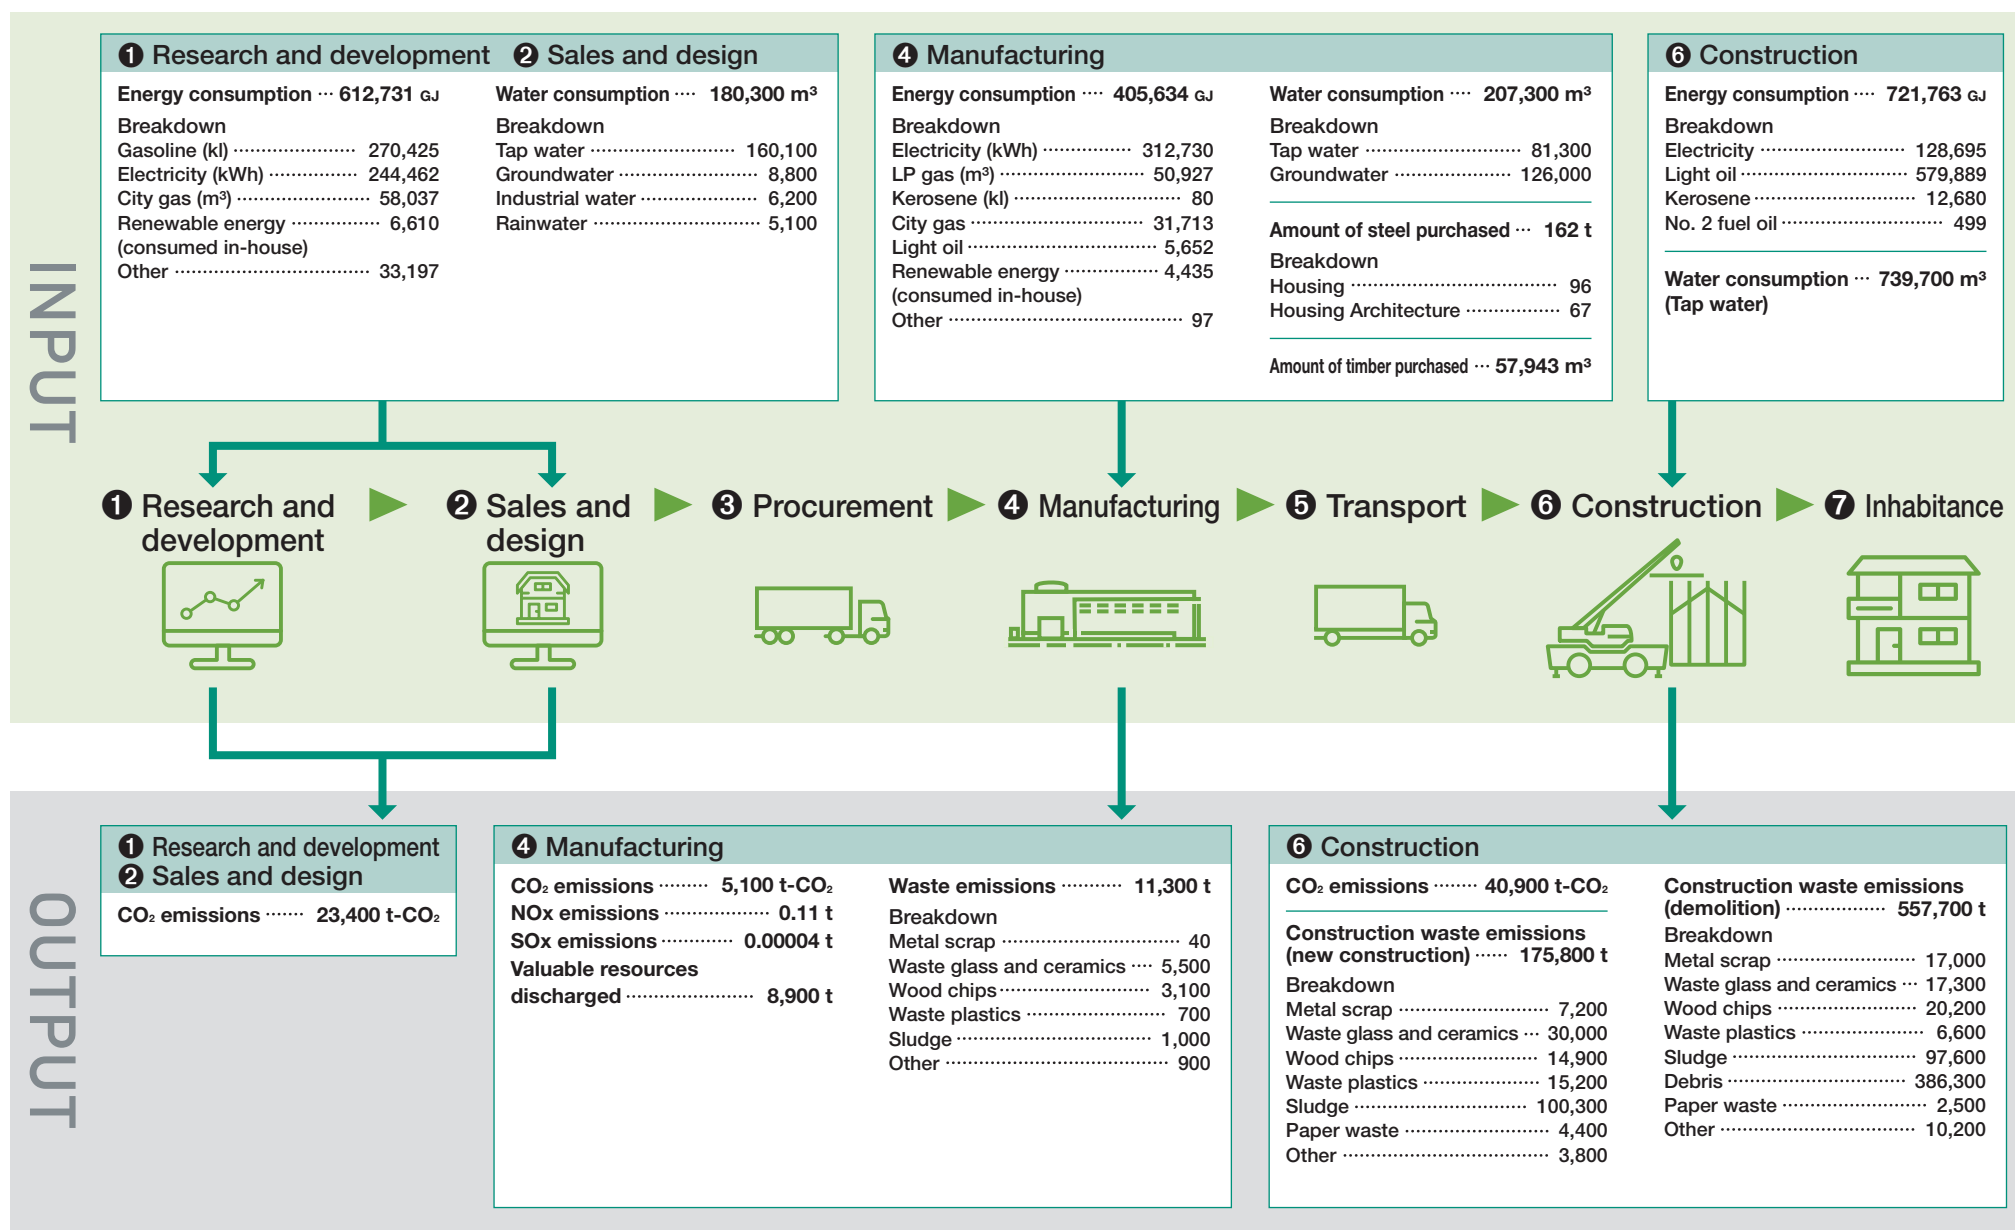 INPUT
❶ Research and development ❷ Sales and design
Energy consumption ··· 612,731 GJ
Breakdown
Gasoline (kl) ······················ 270,425
Electricity (kWh) ················ 244,462
City gas (m³) ························ 58,037
Renewable energy ················ 6,610
(consumed in-house)
Other ··································· 33,197
Water consumption ···· 180,300 m³
Breakdown
Tap water ·························· 160,100
Groundwater ························· 8,800
Industrial water ····················· 6,200
Rainwater ······························ 5,100
❹ Manufacturing
Energy consumption ···· 405,634 GJ
Breakdown
Electricity (kWh) ················ 312,730
LP gas (m³) ·························· 50,927
Kerosene (kl) ······························ 80
City gas ······························· 31,713
Light oil ·································· 5,652
Renewable energy ················· 4,435
(consumed in-house)
Other ·········································· 97
Water consumption ···· 207,300 m³
Breakdown
Tap water ···························· 81,300
Groundwater ····················· 126,000
Amount of steel purchased ··· 162 t
Breakdown
Housing ····································· 96
Housing Architecture ················· 67
Amount of timber purchased ··· 57,943 m³
❻ Construction
Energy consumption ···· 721,763 GJ
Breakdown
Electricity ·························· 128,695
Light oil ····························· 579,889
Kerosene ····························· 12,680
No. 2 fuel oil ····························· 499
Water consumption ··· 739,700 m³
(Tap water)
❶ Research and
development
❷ Sales and
design
❸ Procurement
❹ Manufacturing
❺ Transport
❻ Construction
❼ Inhabitance
OUTPUT
❶ Research and development
❷ Sales and design
CO₂ emissions ······· 23,400 t-CO₂
❹ Manufacturing
CO₂ emissions ········· 5,100 t-CO₂
NOx emissions ··················· 0.11 t
SOx emissions ············· 0.00004 t
Valuable resources
discharged ······················· 8,900 t
Waste emissions ··········· 11,300 t
Breakdown
Metal scrap ································ 40
Waste glass and ceramics ···· 5,500
Wood chips ··························· 3,100
Waste plastics ························· 700
Sludge ··································· 1,000
Other ········································ 900
❻ Construction
CO₂ emissions ········ 40,900 t-CO₂
Construction waste emissions
(new construction) ······ 175,800 t
Breakdown
Metal scrap ··························· 7,200
Waste glass and ceramics ··· 30,000
Wood chips ························· 14,900
Waste plastics ····················· 15,200
Sludge ······························· 100,300
Paper waste ·························· 4,400
Other ····································· 3,800
Construction waste emissions
(demolition) ·················· 557,700 t
Breakdown
Metal scrap ························· 17,000
Waste glass and ceramics ··· 17,300
Wood chips ························· 20,200
Waste plastics ······················ 6,600
Sludge ································· 97,600
Debris ································ 386,300
Paper waste ·························· 2,500
Other ··································· 10,200